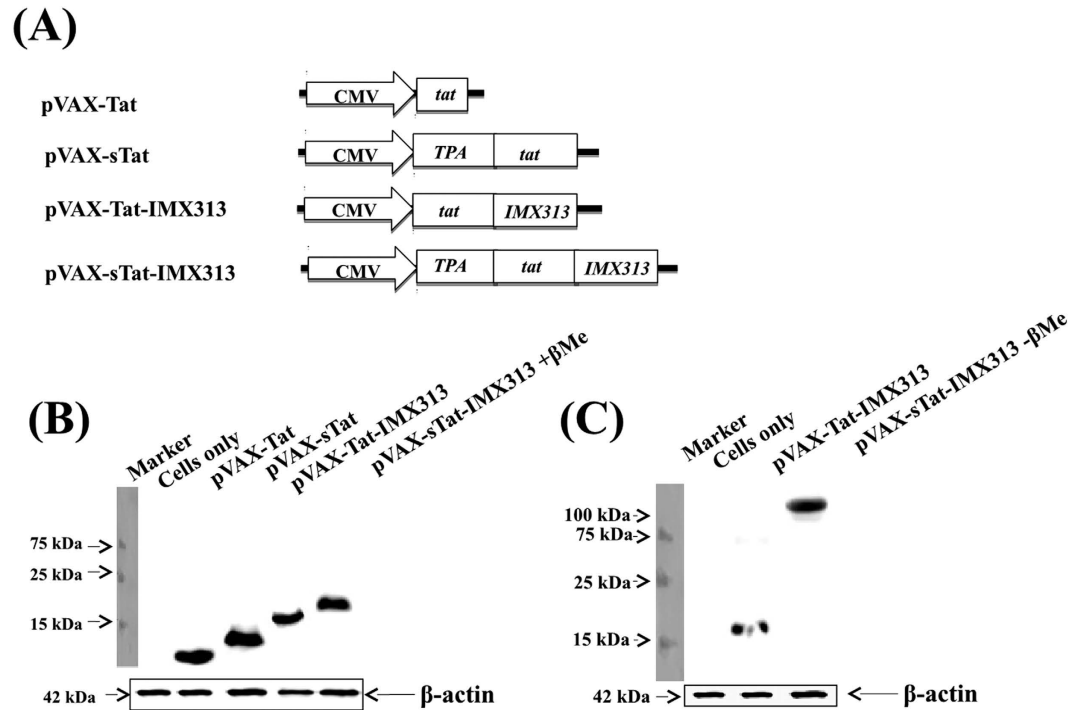 (A)
pVAX-Tat
CMV
tat
pVAX-sTat
CMV
TPA
tat
pVAX-Tat-IMX313
CMV
tat
IMX313
pVAX-sTat-IMX313
CMV
TPA
tat
IMX313
(B)
Marker
Cells only
pVAX-Tat
pVAX-sTat
pVAX-Tat-IMX313
pVAX-sTat-IMX313 +βMe
75 kDa
25 kDa
15 kDa
42 kDa
β-actin
(C)
Marker
Cells only
pVAX-Tat-IMX313
pVAX-sTat-IMX313 -βMe
100 kDa
75 kDa
25 kDa
15 kDa
42 kDa
β-actin